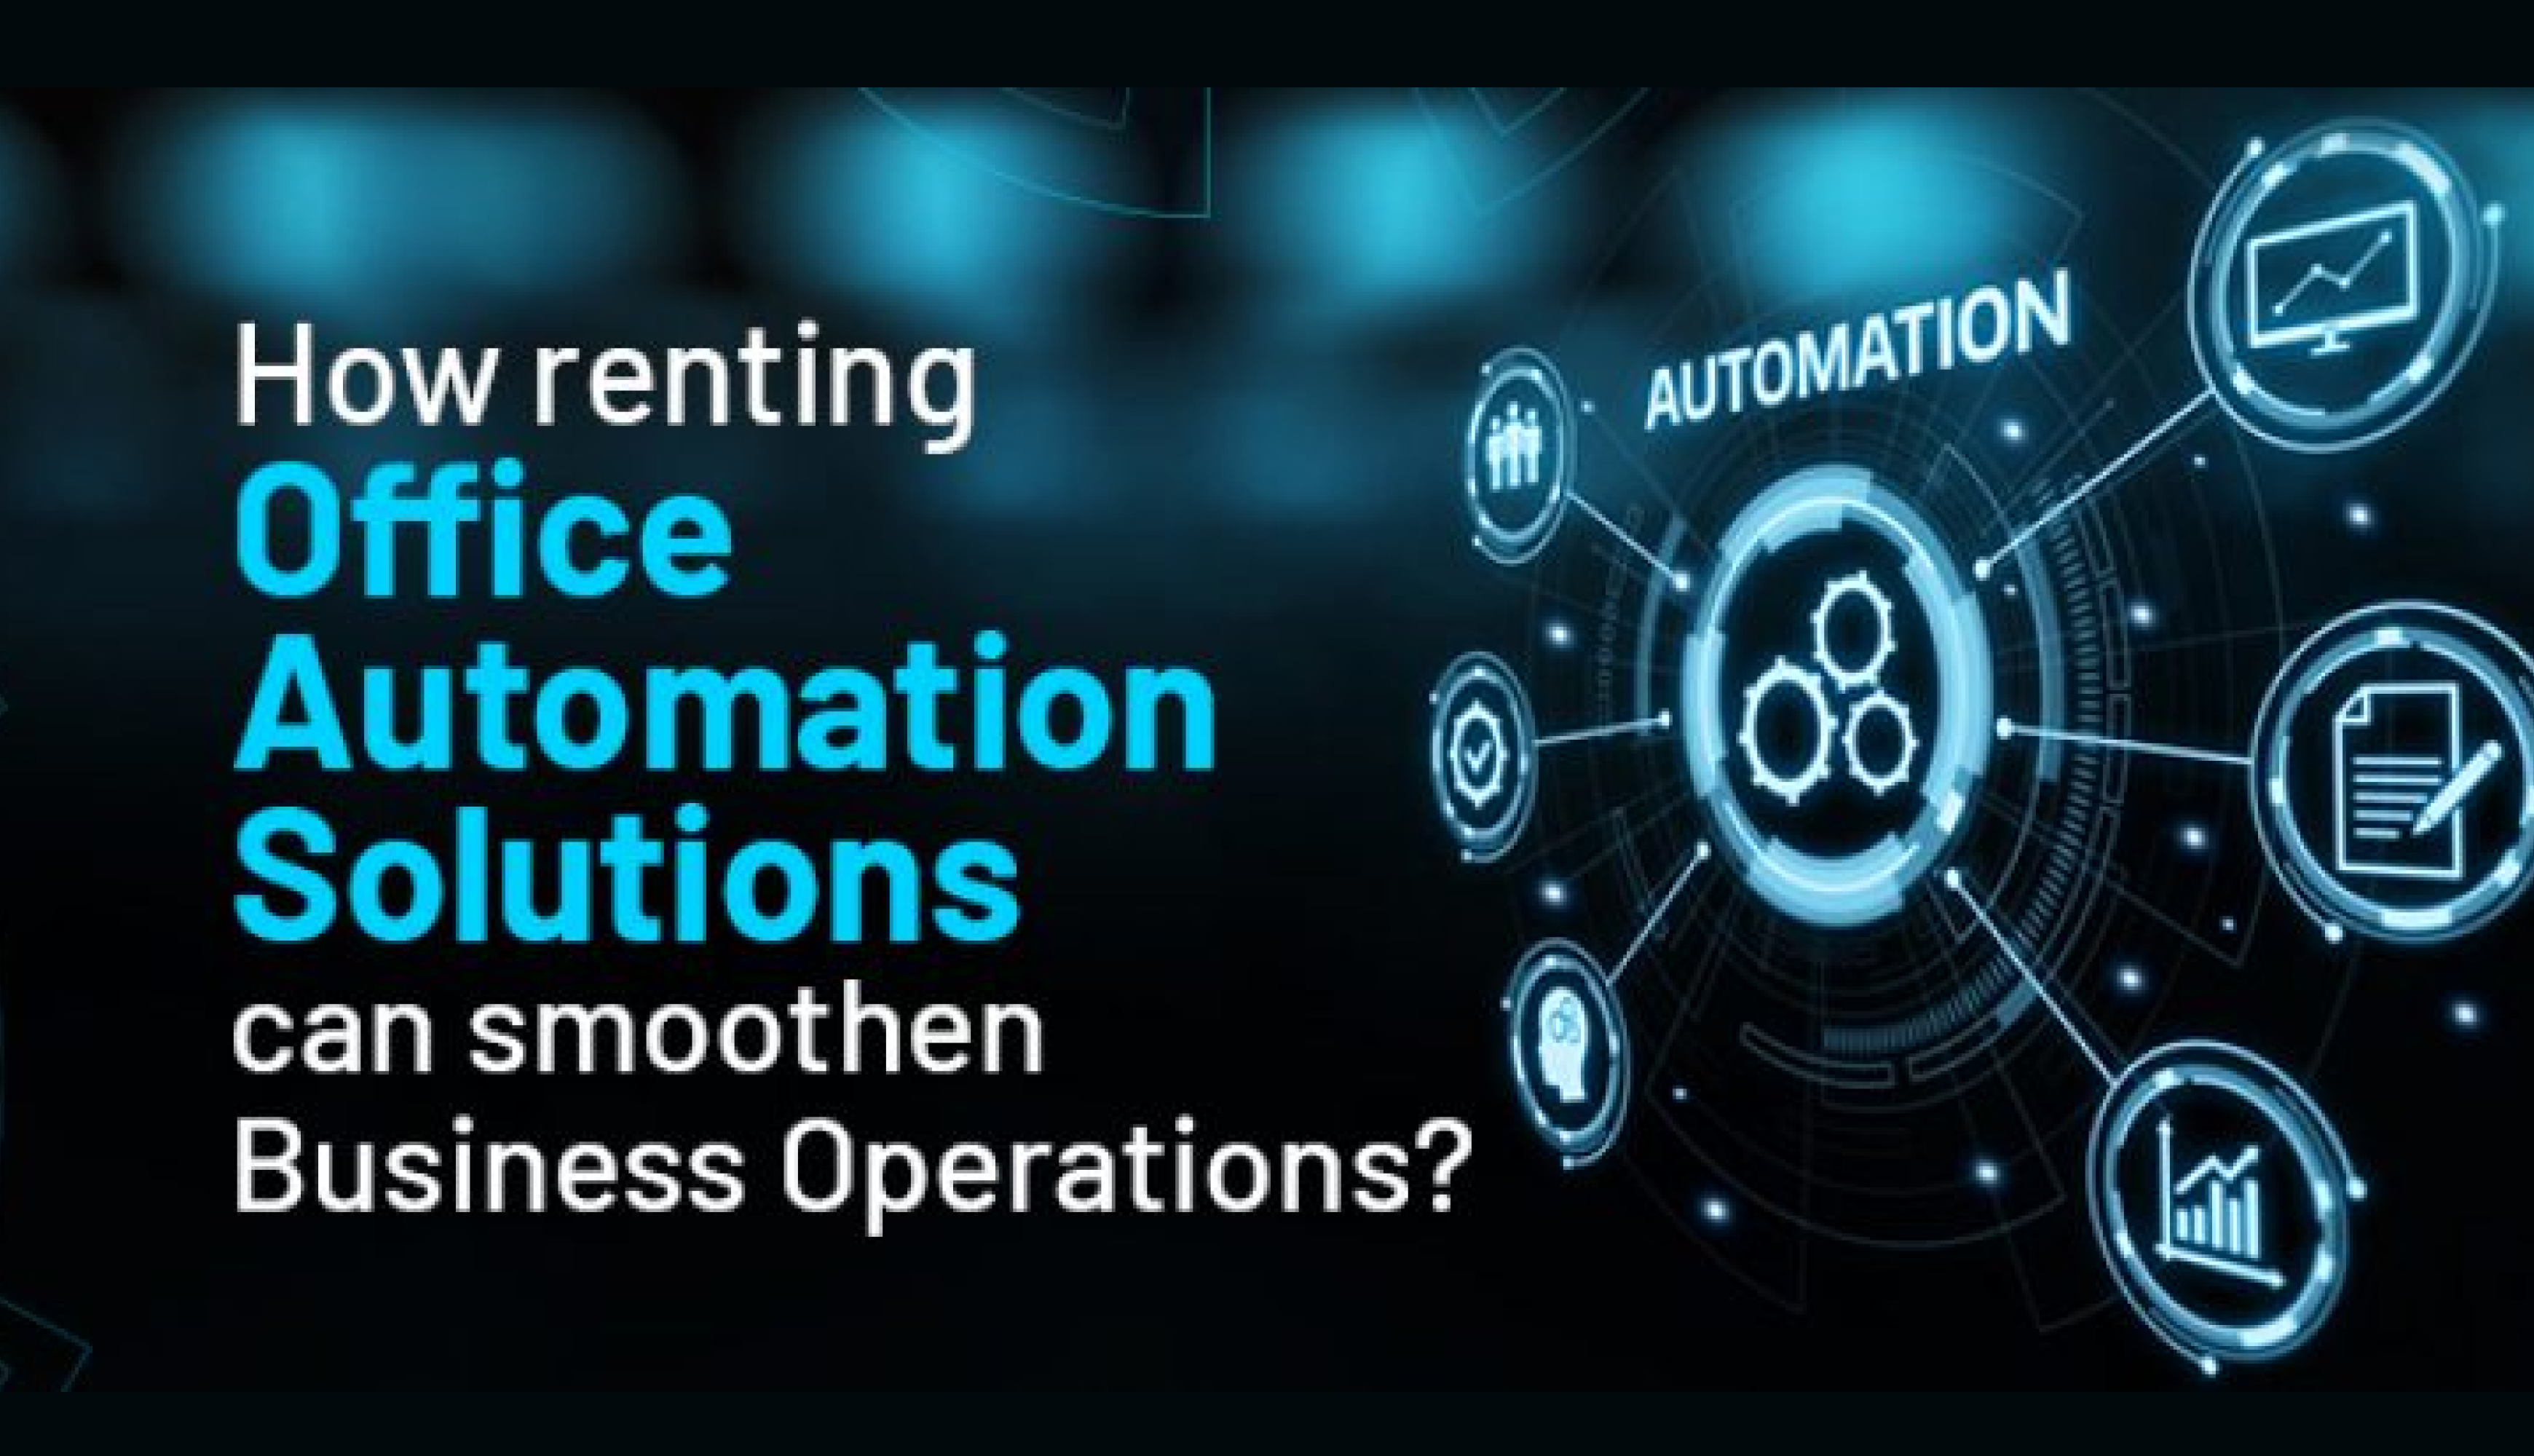 How renting
Office
Automation
Solutions
can smoothen
Business Operations?
AUTOMATION